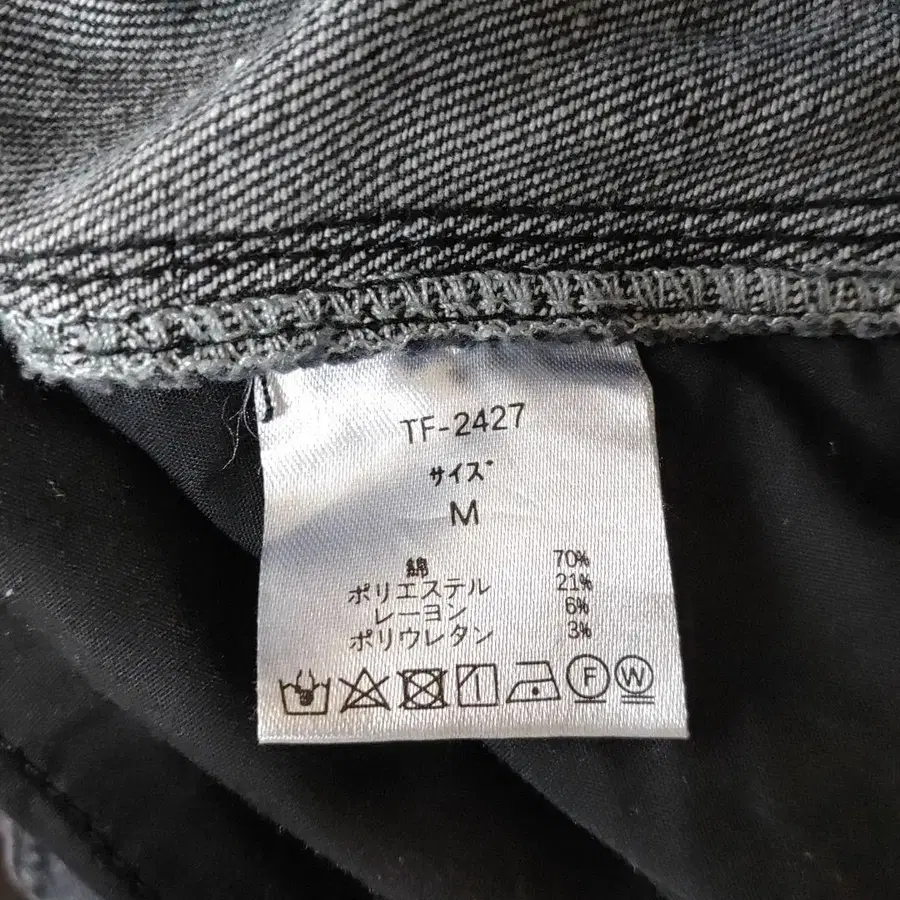 TF-2427
サイズ
M
綿 70%
ポリエステル 21%
レーヨン 6%
ポリウレタン 3%
F W